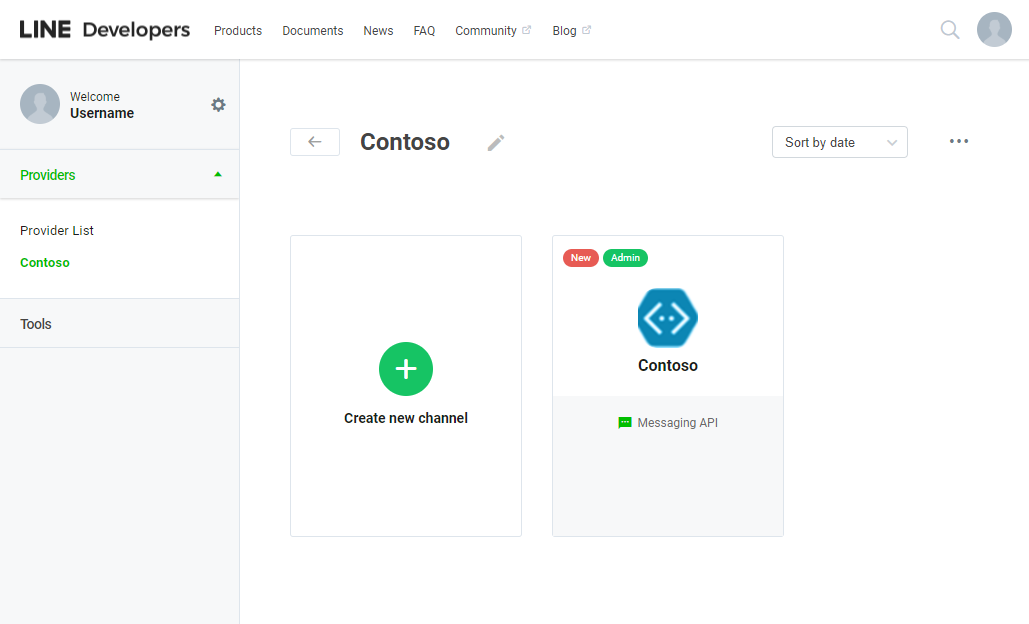 LINE Developers Products Documents News FAQ Community Blog
Welcome
Username
Providers
Provider List
Contoso
Tools
Contoso
Sort by date
Create new channel
New Admin
Contoso
Messaging API